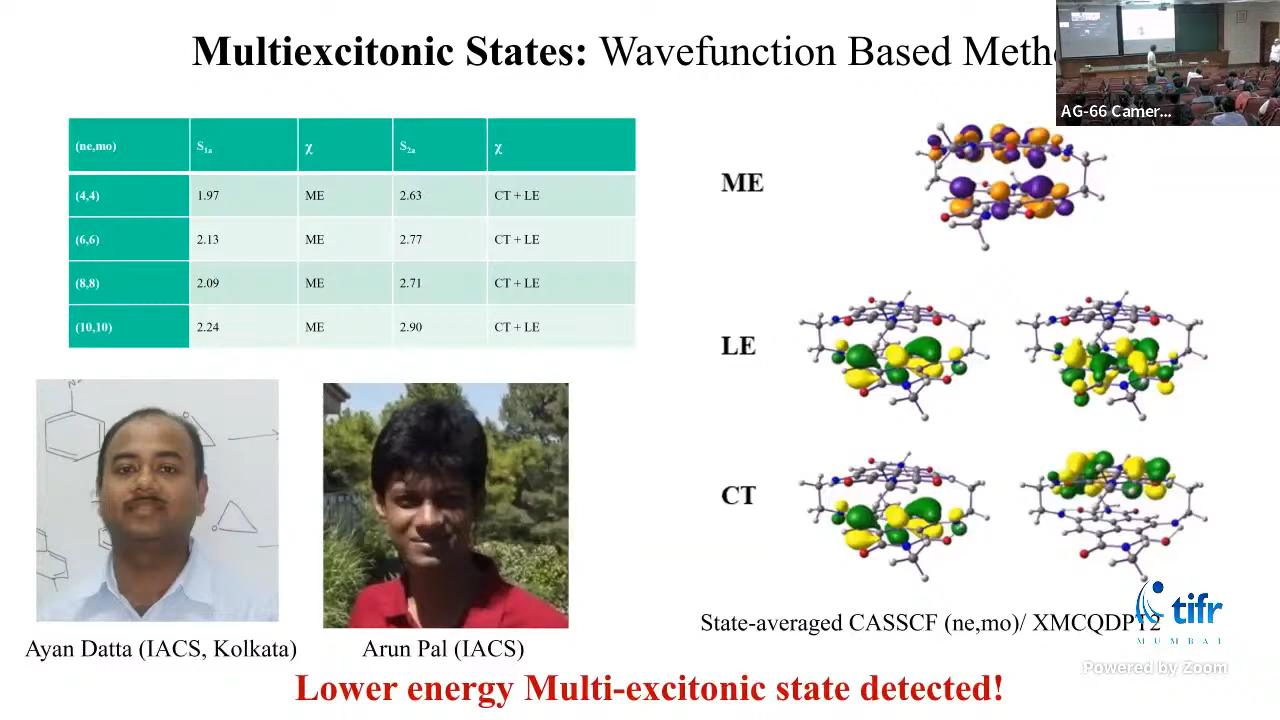 Multiexcitonic States: Wavefunction Based Metho
AG-66 Camer...
(ne,mo) S1a χ S2a χ
(4,4) 1.97 ME 2.63 CT + LE
(6,6) 2.13 ME 2.77 CT + LE
(8,8) 2.09 ME 2.71 CT + LE
(10,10) 2.24 ME 2.90 CT + LE
ME
LE
CT
Ayan Datta (IACS, Kolkata)
Arun Pal (IACS)
State-averaged CASSCF (ne,mo)/ XMCQDPT2
tifr
MUMBAI
Powered by Zoom
Lower energy Multi-excitonic state detected!